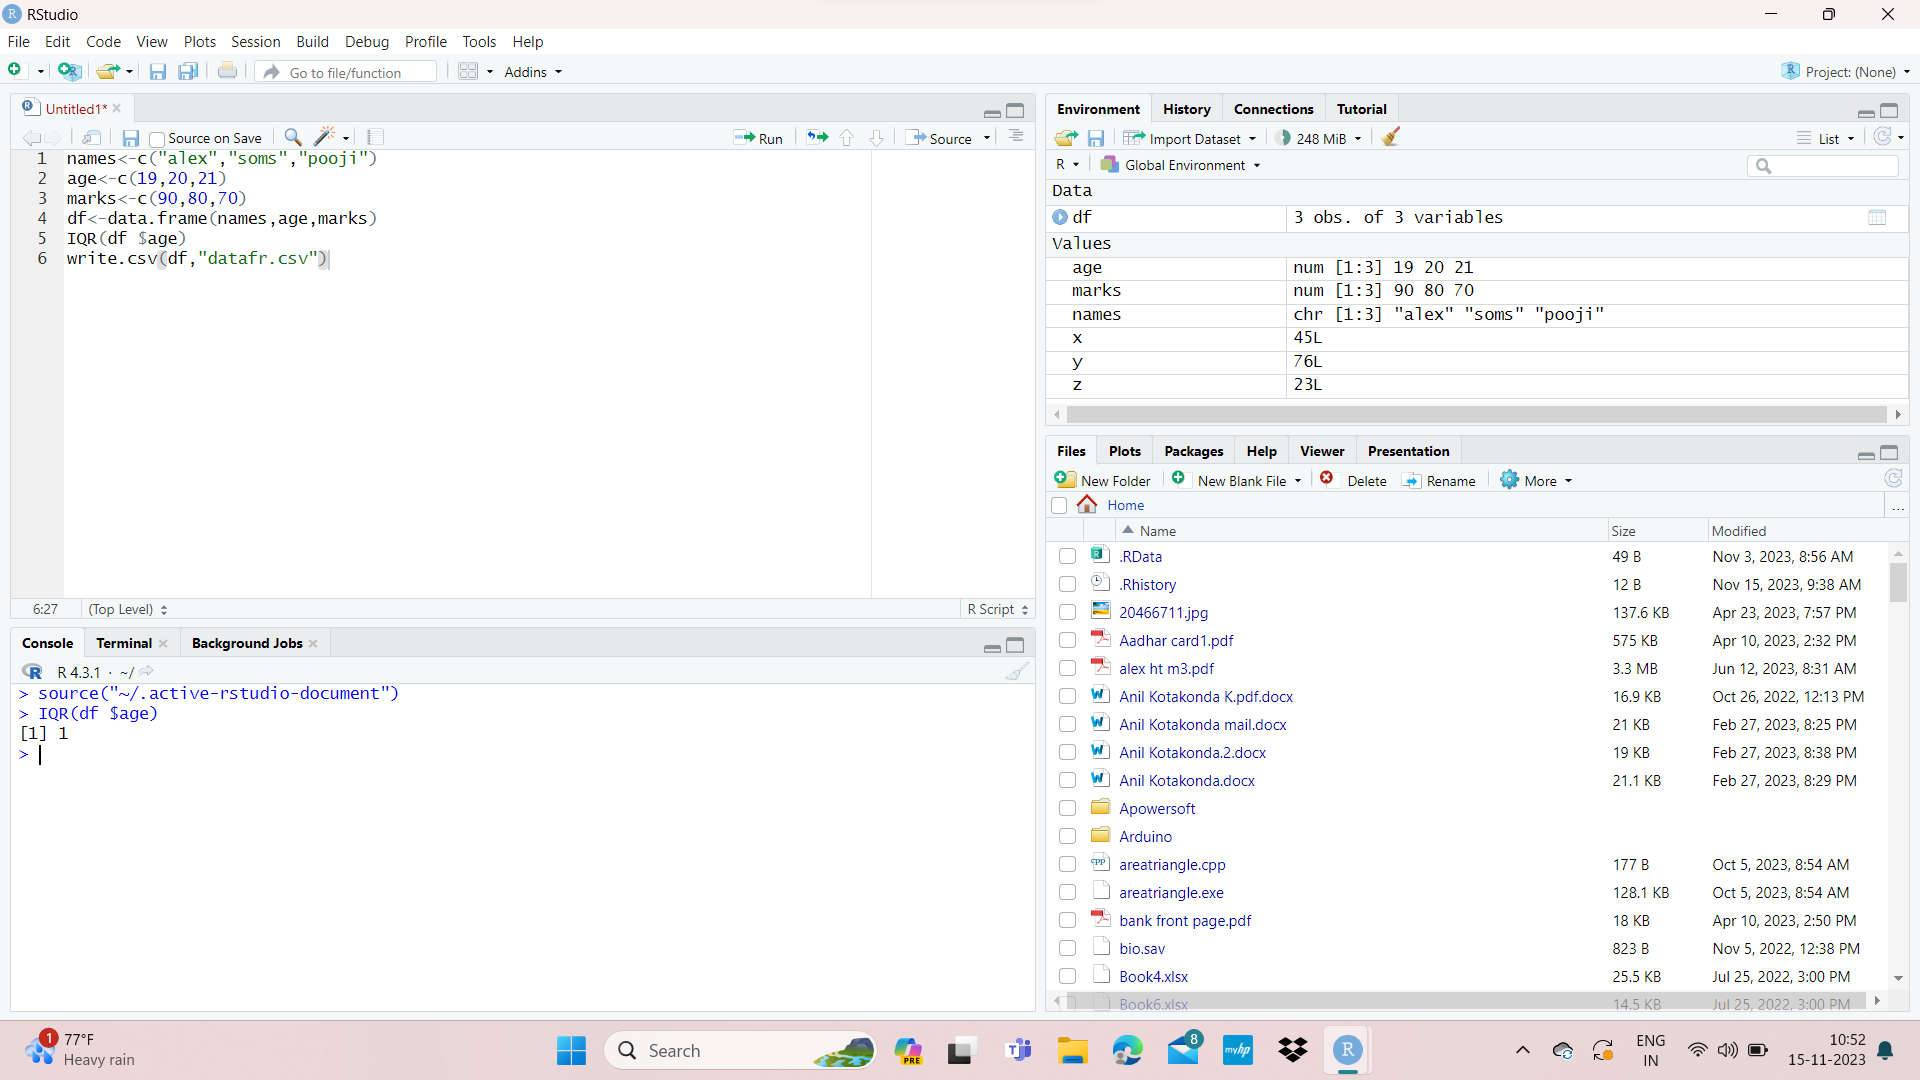 RStudio
File Edit Code View Plots Session Build Debug Profile Tools Help
Go to file/function Addins Project: (None)
Untitled1*
Source on Save Run Source
1 names<-c("alex","soms","pooji")
2 age<-c(19,20,21)
3 marks<-c(90,80,70)
4 df<-data.frame(names,age,marks)
5 IQR(df $age)
6 write.csv(df,"datafr.csv")
6:27 (Top Level) R Script
Console Terminal Background Jobs
R 4.3.1 · ~/
> source("~/.active-rstudio-document")
> IQR(df $age)
[1] 1
>
Environment History Connections Tutorial
Import Dataset 248 MiB List
R Global Environment
Data
df 3 obs. of 3 variables
Values
age num [1:3] 19 20 21
marks num [1:3] 90 80 70
names chr [1:3] "alex" "soms" "pooji"
x 45L
y 76L
z 23L
Files Plots Packages Help Viewer Presentation
New Folder New Blank File Delete Rename More
Home ...
Name Size Modified
.RData 49 B Nov 3, 2023, 8:56 AM
.Rhistory 12 B Nov 15, 2023, 9:38 AM
20466711.jpg 137.6 KB Apr 23, 2023, 7:57 PM
Aadhar card1.pdf 575 KB Apr 10, 2023, 2:32 PM
alex ht m3.pdf 3.3 MB Jun 12, 2023, 8:31 AM
Anil Kotakonda K.pdf.docx 16.9 KB Oct 26, 2022, 12:13 PM
Anil Kotakonda mail.docx 21 KB Feb 27, 2023, 8:25 PM
Anil Kotakonda.2.docx 19 KB Feb 27, 2023, 8:38 PM
Anil Kotakonda.docx 21.1 KB Feb 27, 2023, 8:29 PM
Apowersoft
Arduino
areatriangle.cpp 177 B Oct 5, 2023, 8:54 AM
areatriangle.exe 128.1 KB Oct 5, 2023, 8:54 AM
bank front page.pdf 18 KB Apr 10, 2023, 2:50 PM
bio.sav 823 B Nov 5, 2022, 12:38 PM
Book4.xlsx 25.5 KB Jul 25, 2022, 3:00 PM
Book6.xlsx 14.5 KB Jul 25, 2022, 3:00 PM
1 77°F
Heavy rain
Search PRE 8 myhp R
ENG
IN
10:52
15-11-2023